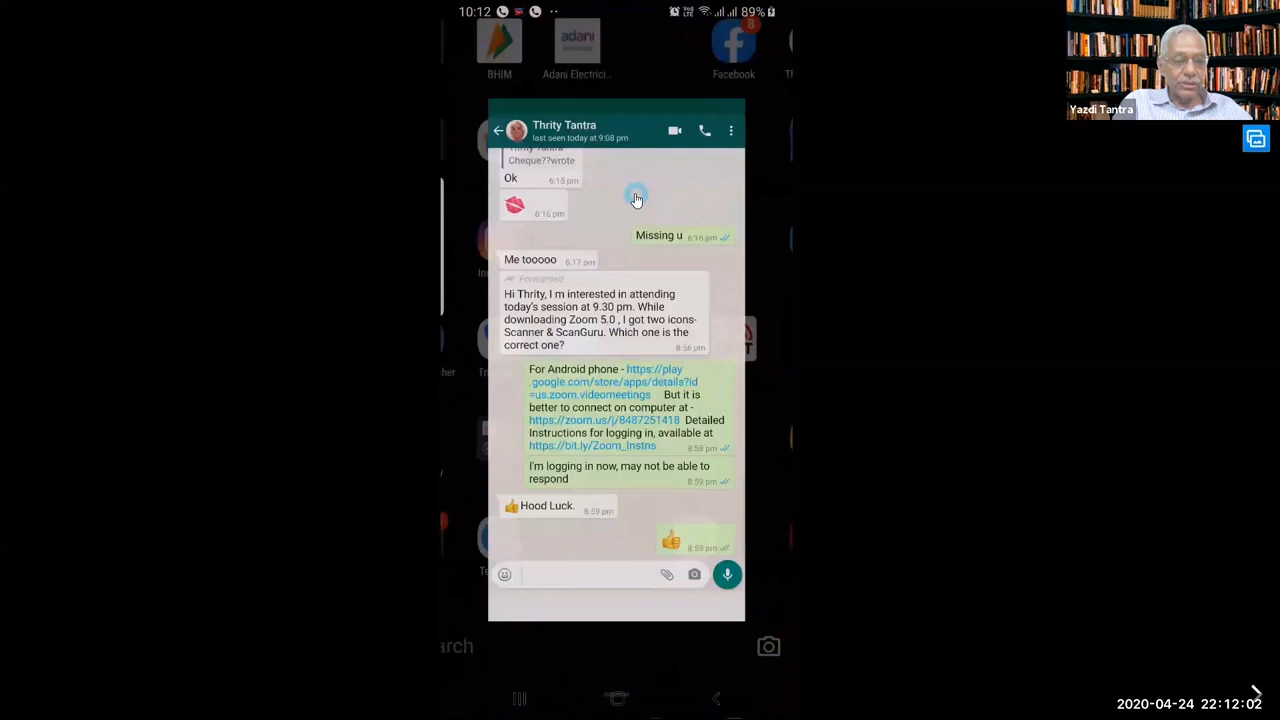 10:12
89%
BHIM
adani
Adani Electrici..
Facebook
Yazdi Tantra
Thrity Tantra
last seen today at 9:08 pm
Thrity Tantra
Cheque??wrote
Ok 6:15 pm
6:16 pm
Missing u 6:16 pm
Me tooooo 6:17 pm
Forwarded
Hi Thrity, I m interested in attending
today's session at 9.30 pm. While
downloading Zoom 5.0 , I got two icons-
Scanner & ScanGuru. Which one is the
correct one?
8:56 pm
For Android phone - https://play
.google.com/store/apps/details?id
=us.zoom.videomeetings But it is
better to connect on computer at -
https://zoom.us/j/8487251418 Detailed
Instructions for logging in, available at
https://bit.ly/Zoom_Instns
8:58 pm
I'm logging in now, may not be able to
respond 8:59 pm
👍Hood Luck. 8:59 pm
👍 8:59 pm
arch
2020-04-24 22:12:02